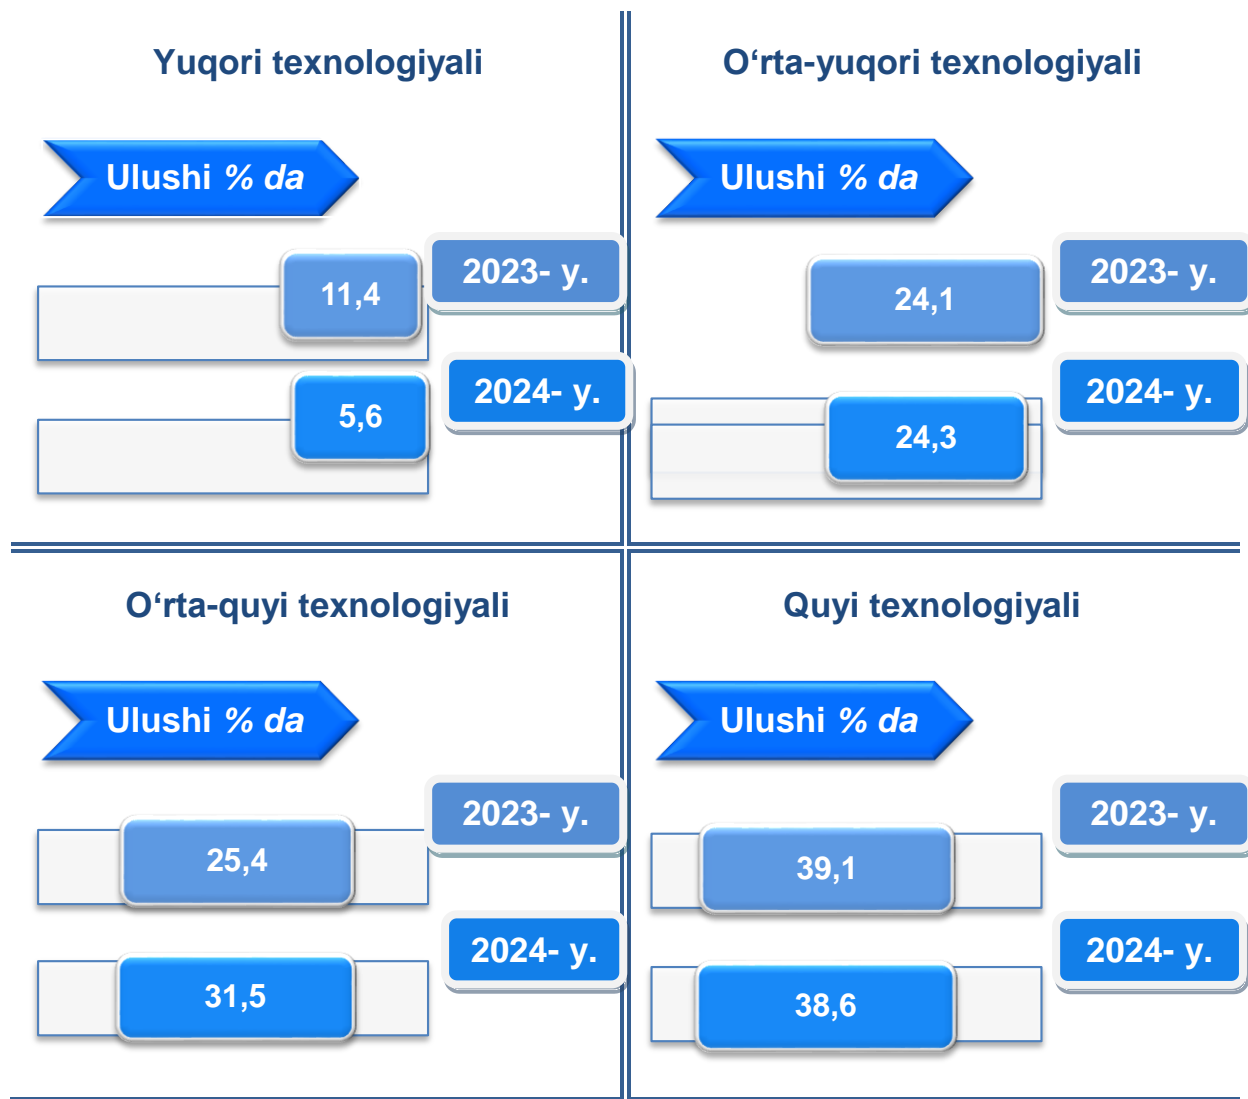 Yuqori texnologiyali
Ulushi % da
2023- y.
11,4
2024- y.
5,6
O‘rta-yuqori texnologiyali
Ulushi % da
2023- y.
24,1
2024- y.
24,3
O‘rta-quyi texnologiyali
Ulushi % da
2023- y.
25,4
2024- y.
31,5
Quyi texnologiyali
Ulushi % da
2023- y.
39,1
2024- y.
38,6